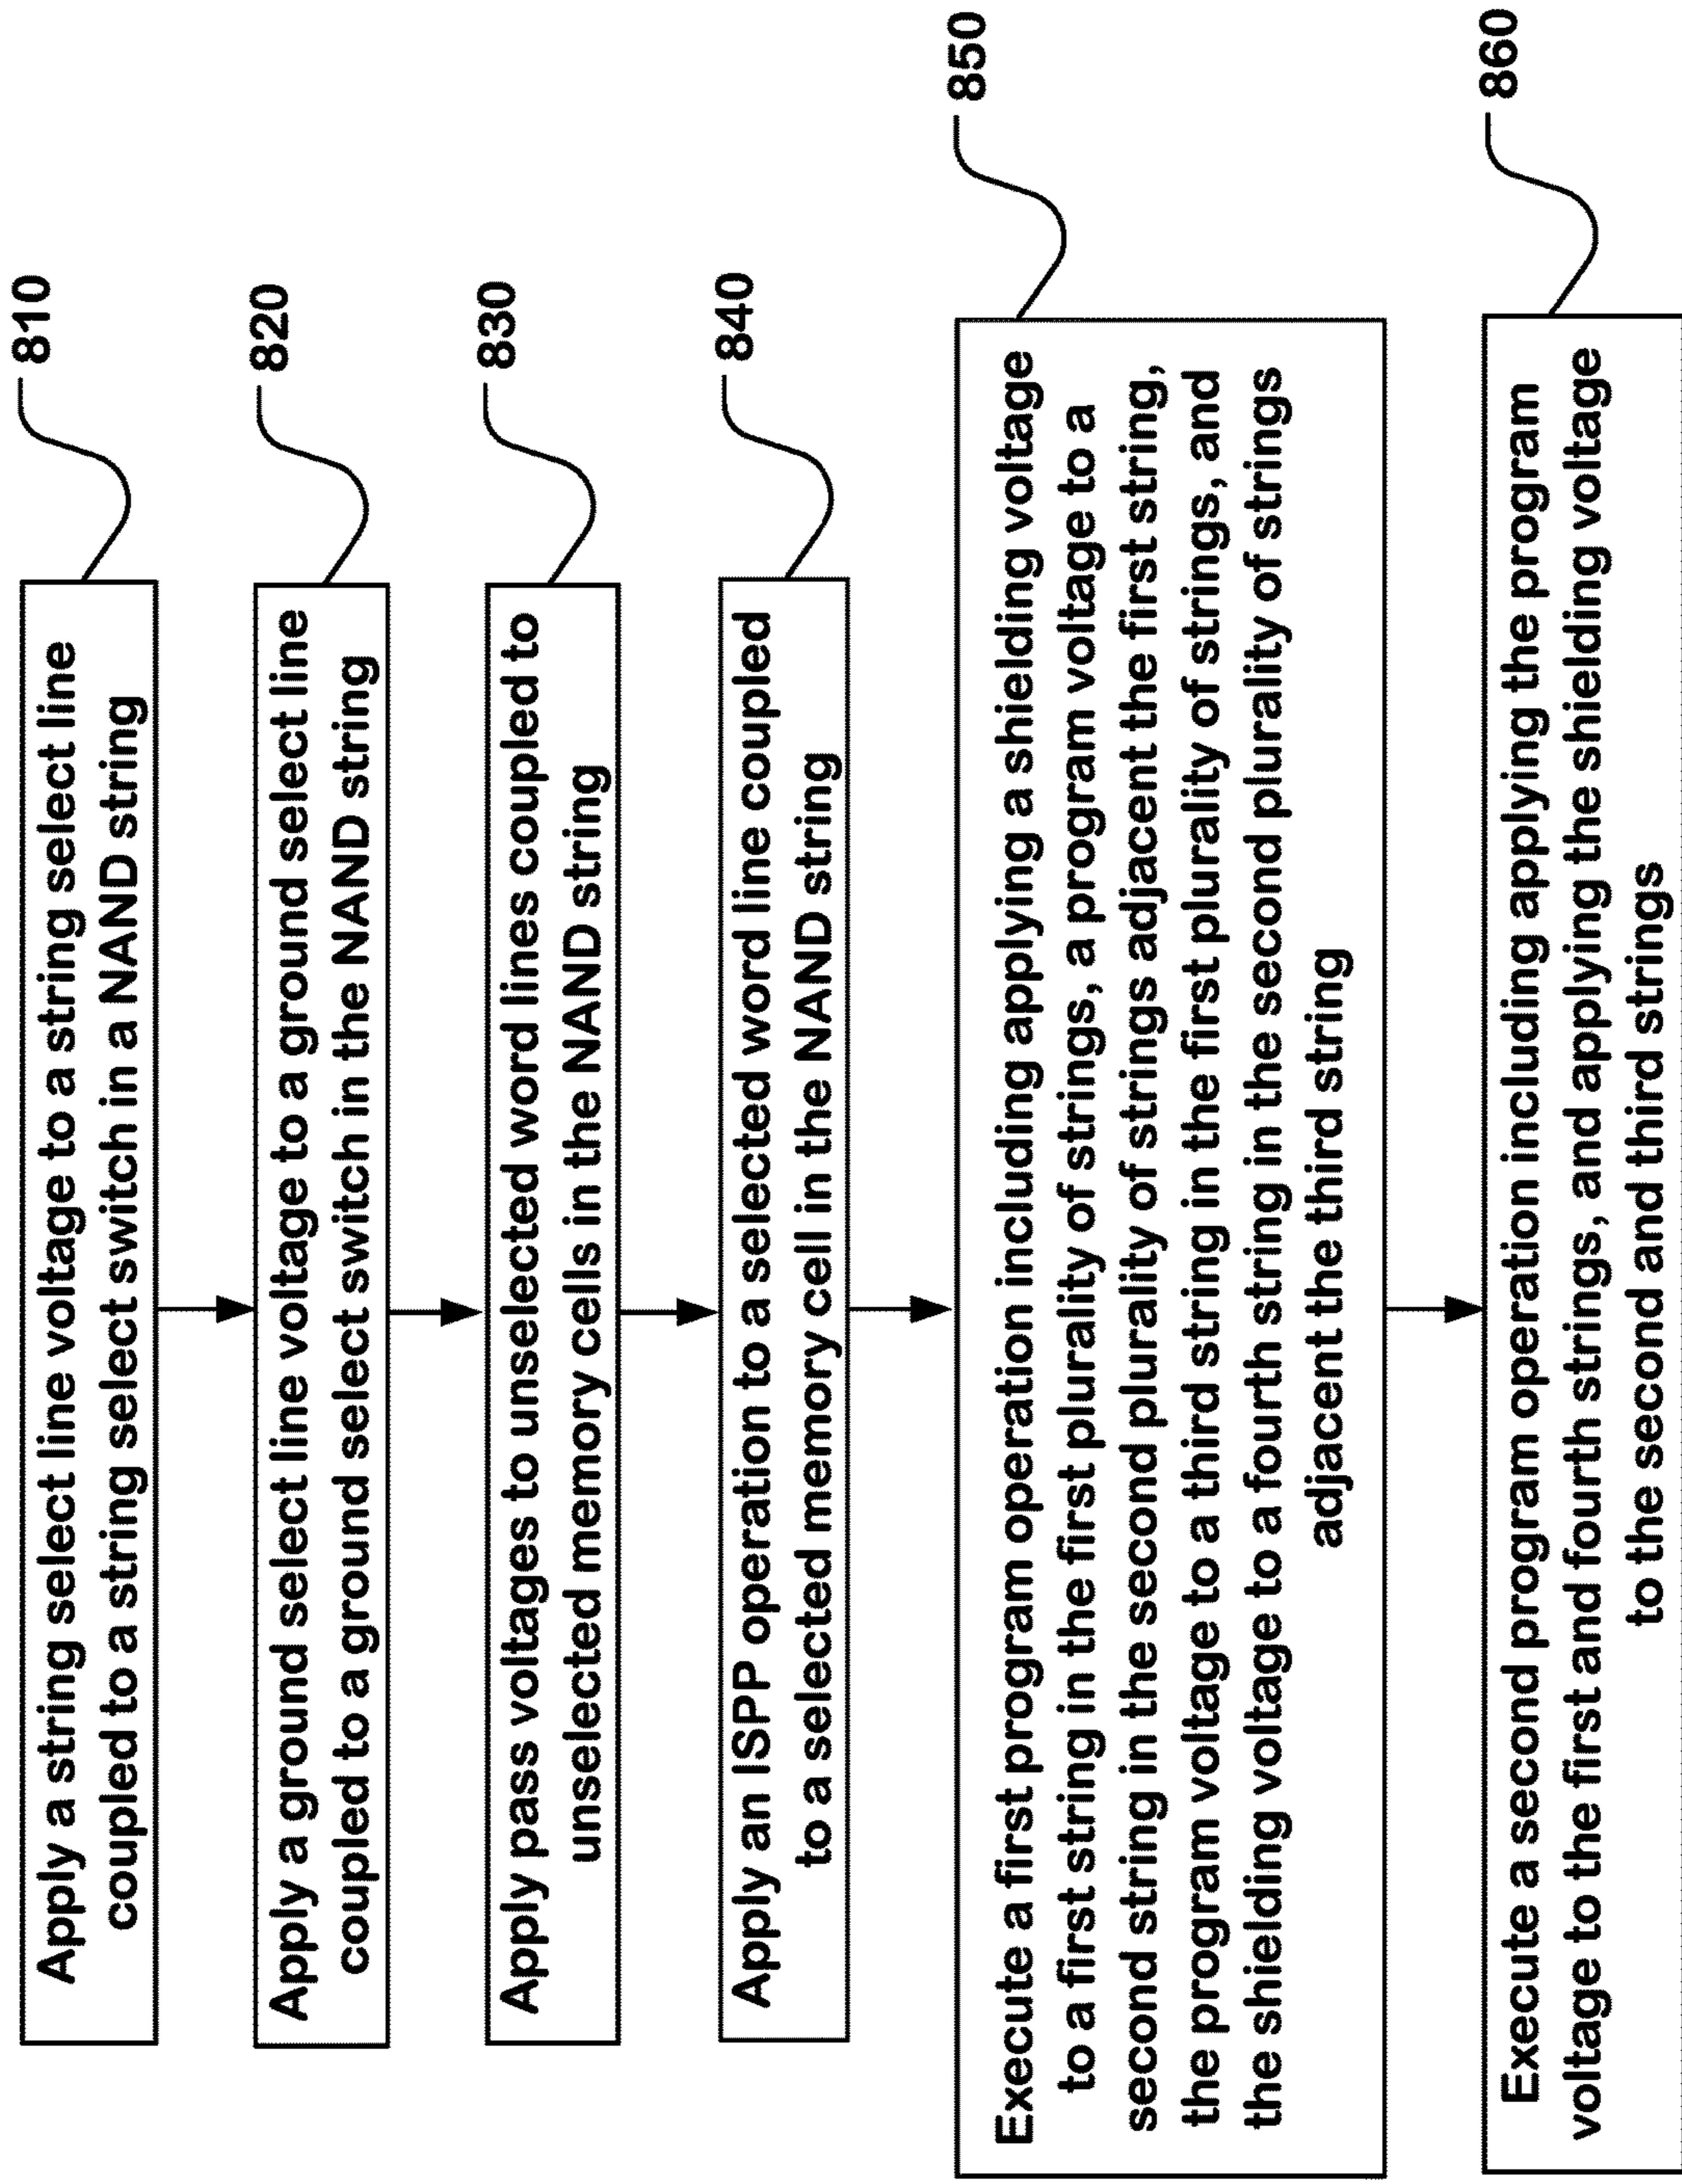 810
Apply a string select line voltage to a string select line
coupled to a string select switch in a NAND string
820
Apply a ground select line voltage to a ground select line
coupled to a ground select switch in the NAND string
830
Apply pass voltages to unselected word lines coupled to
unselected memory cells in the NAND string
840
Apply an ISPP operation to a selected word line coupled
to a selected memory cell in the NAND string
850
Execute a first program operation including applying a shielding voltage
to a first string in the first plurality of strings, a program voltage to a
second string in the second plurality of strings adjacent the first string,
the program voltage to a third string in the first plurality of strings, and
the shielding voltage to a fourth string in the second plurality of strings
adjacent the third string
860
Execute a second program operation including applying the program
voltage to the first and fourth strings, and applying the shielding voltage
to the second and third strings